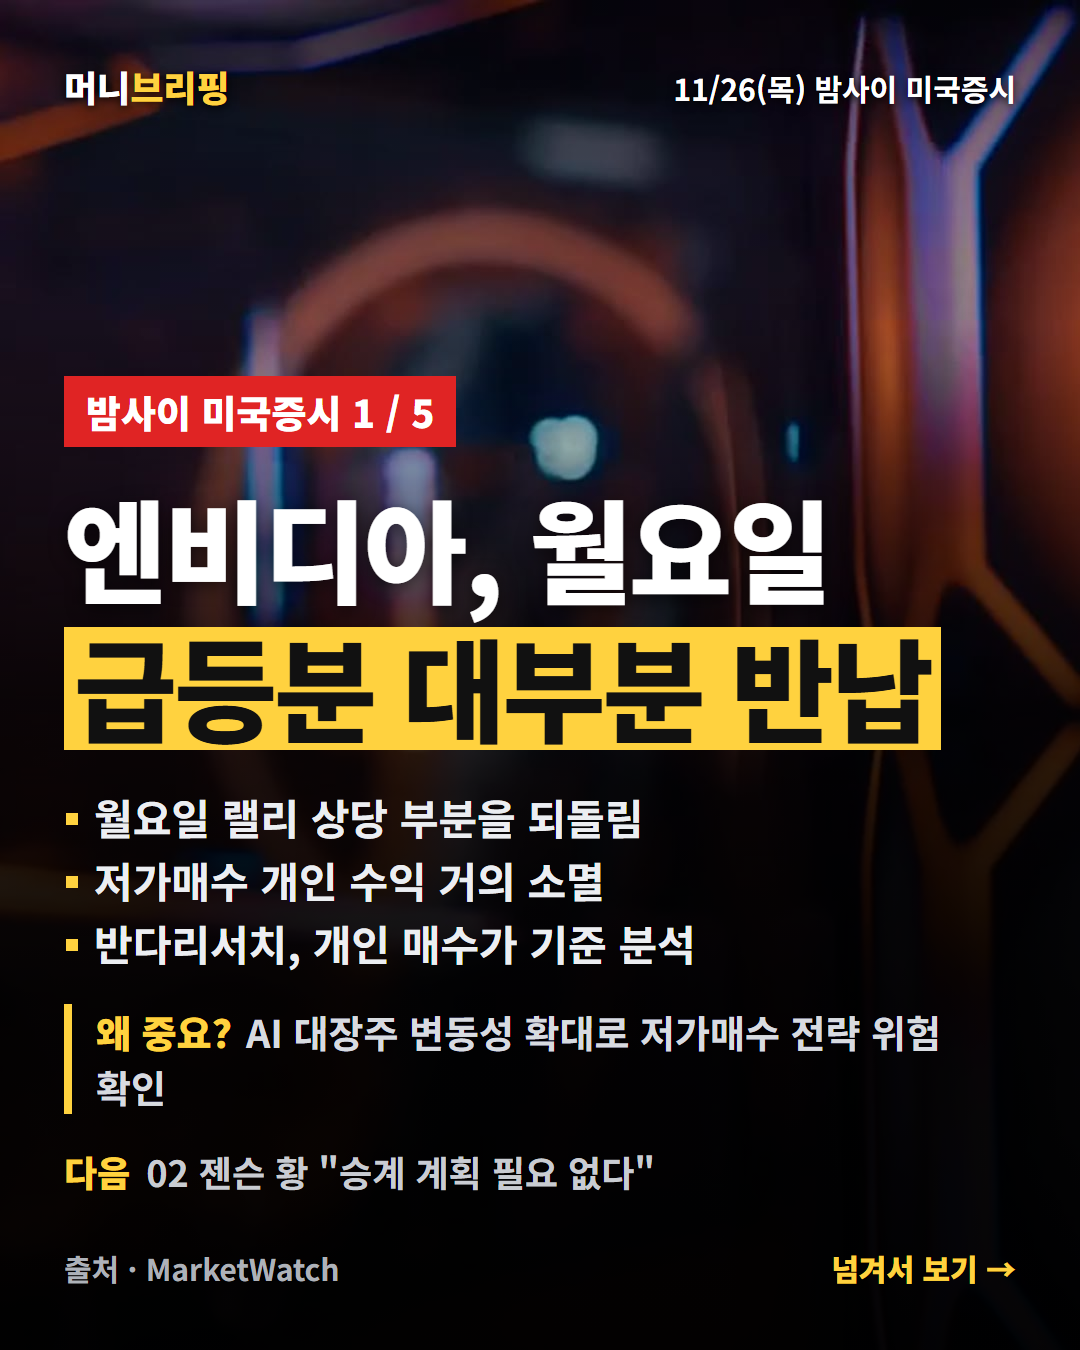 머니브리핑
11/26(목) 밤사이 미국증시
밤사이 미국증시 1 / 5
엔비디아, 월요일
급등분 대부분 반납
월요일 랠리 상당 부분을 되돌림
저가매수 개인 수익 거의 소멸
반다리서치, 개인 매수가 기준 분석
왜 중요? AI 대장주 변동성 확대로 저가매수 전략 위험
확인
다음 02 젠슨 황 "승계 계획 필요 없다"
출처 · MarketWatch
넘겨서 보기 →